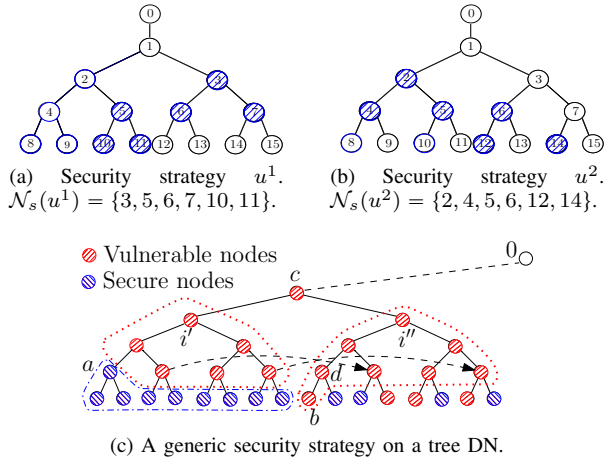 0
0
1
1
2
3
2
3
4
5
6
7
4
5
6
7
8
9
10
11
12
13
14
15
8
9
10
11
12
13
14
15
(a) Security strategy u¹.
𝒩ₛ(u¹) = {3, 5, 6, 7, 10, 11}.
(b) Security strategy u².
𝒩ₛ(u²) = {2, 4, 5, 6, 12, 14}.
Vulnerable nodes
Secure nodes
c
0
i′
i′′
a
d
b
(c) A generic security strategy on a tree DN.